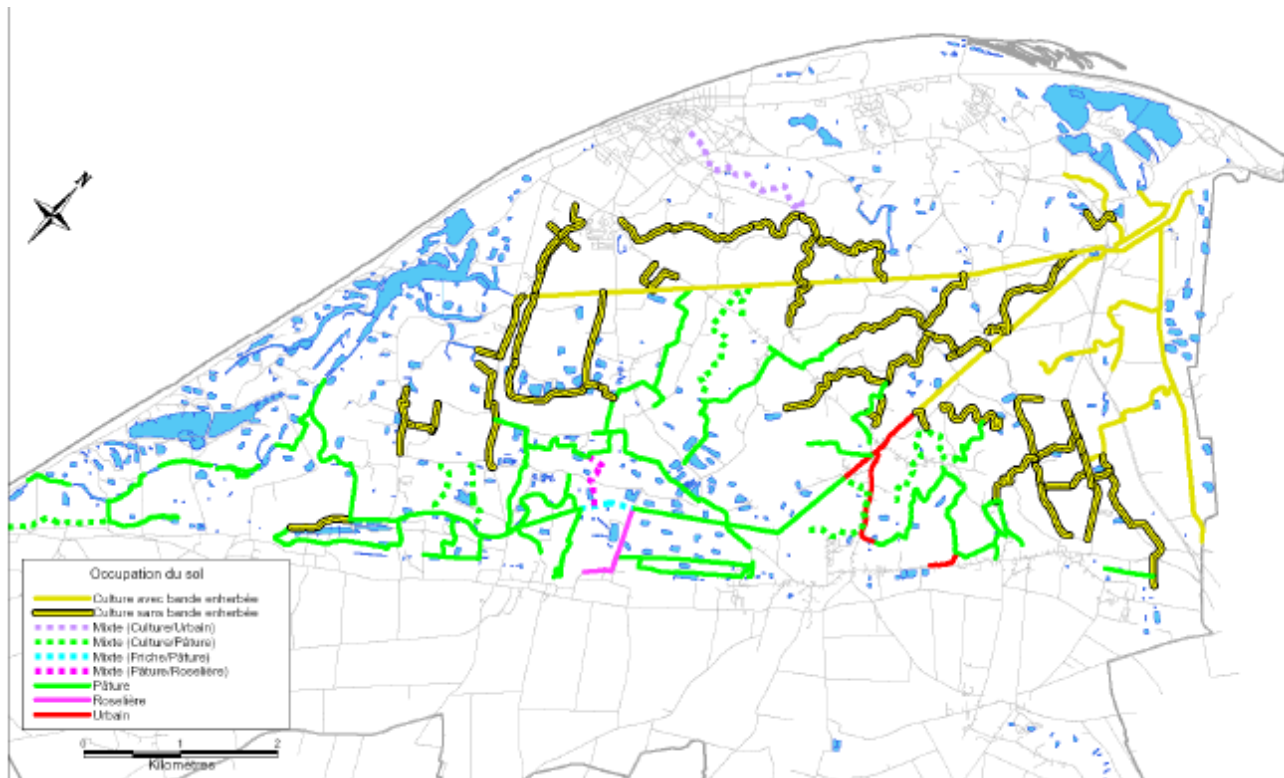 N
Occupation du sol
Culture avec bande enherbée
Culture sans bande enherbée
Mixte (Culture/Urbain)
Mixte (Culture/Pâture)
Mixte (Friche/Pâture)
Mixte (Pâture/Roselière)
Pâture
Roselière
Urbain
0 1 2
Kilomètres